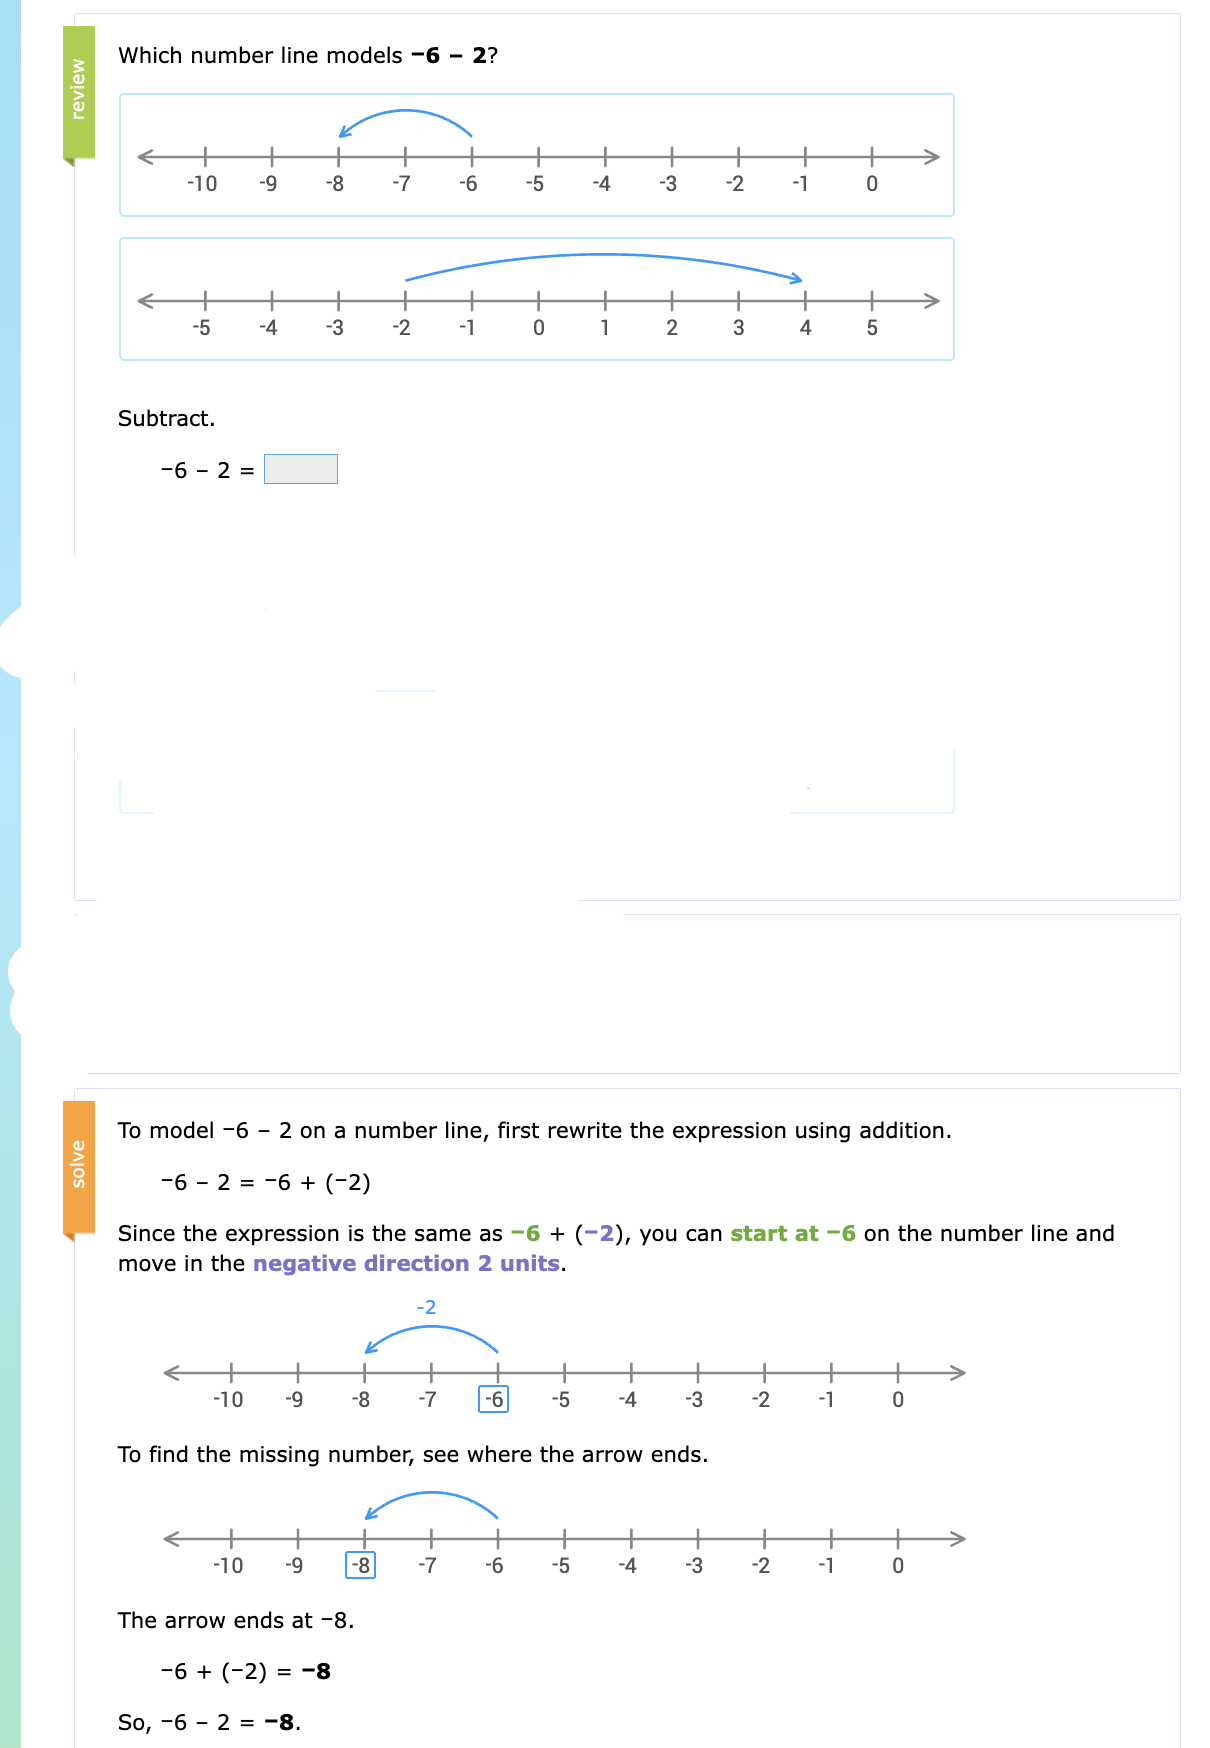 review
Which number line models −6 – 2?
-10 -9 -8 -7 -6 -5 -4 -3 -2 -1 0
-5 -4 -3 -2 -1 0 1 2 3 4 5
Subtract.
−6 – 2 =
solve
To model −6 – 2 on a number line, first rewrite the expression using addition.
−6 – 2 = −6 + (−2)
Since the expression is the same as −6 + (−2), you can start at −6 on the number line and
move in the negative direction 2 units.
-2
-10 -9 -8 -7 -6 -5 -4 -3 -2 -1 0
To find the missing number, see where the arrow ends.
-10 -9 -8 -7 -6 -5 -4 -3 -2 -1 0
The arrow ends at −8.
−6 + (−2) = −8
So, −6 – 2 = −8.